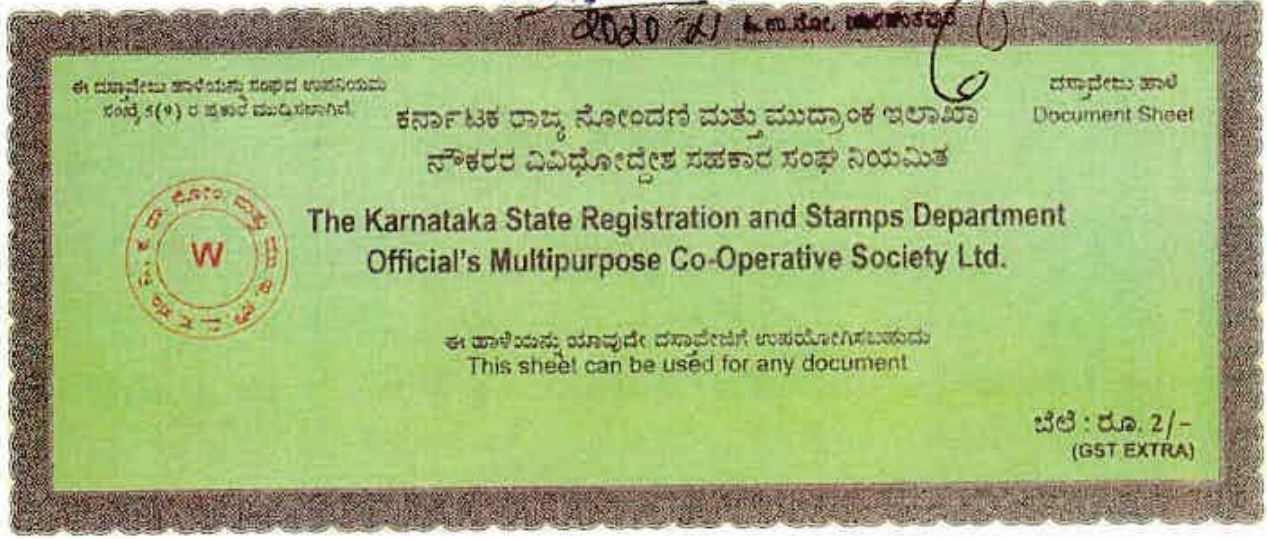 2020-21
ಈ ದಸ್ತಾವೇಜು ಹಾಳೆಯನ್ನು ಸಂಘದ ಉಪನಿಯಮ
ಸಂಖ್ಯೆ 5(೪) ರ ಪ್ರಕಾರ ಮುದ್ರಿಸಲಾಗಿದೆ.
ದಸ್ತಾವೇಜು ಹಾಳೆ
Document Sheet
ಕರ್ನಾಟಕ ರಾಜ್ಯ ನೋಂದಣಿ ಮತ್ತು ಮುದ್ರಾಂಕ ಇಲಾಖಾ
ನೌಕರರ ವಿವಿಧೋದ್ದೇಶ ಸಹಕಾರ ಸಂಘ ನಿಯಮಿತ
W
The Karnataka State Registration and Stamps Department
Official's Multipurpose Co-Operative Society Ltd.
ಈ ಹಾಳೆಯನ್ನು ಯಾವುದೇ ದಸ್ತಾವೇಜಿಗೆ ಉಪಯೋಗಿಸಬಹುದು
This sheet can be used for any document
ಬೆಲೆ : ರೂ. 2/-
(GST EXTRA)